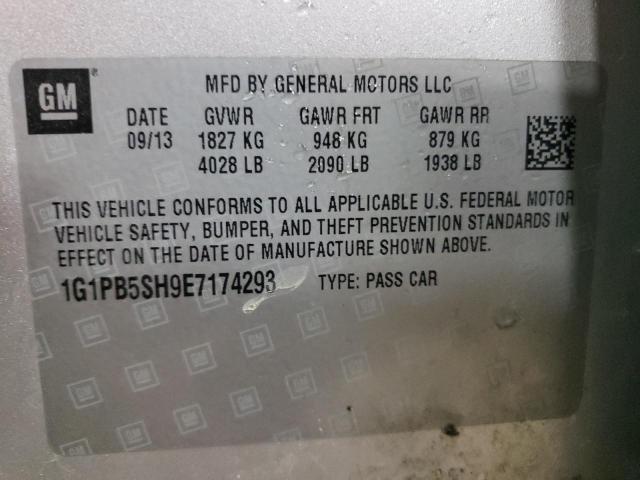 GM ® MFD BY GENERAL MOTORS LLC
DATE GVWR GAWR FRT GAWR RR
09/13 1827 KG 948 KG 879 KG
4028 LB 2090 LB 1938 LB
THIS VEHICLE CONFORMS TO ALL APPLICABLE U.S. FEDERAL MOTOR
VEHICLE SAFETY, BUMPER, AND THEFT PREVENTION STANDARDS IN
EFFECT ON THE DATE OF MANUFACTURE SHOWN ABOVE.
1G1PB5SH9E7174293 TYPE: PASS CAR